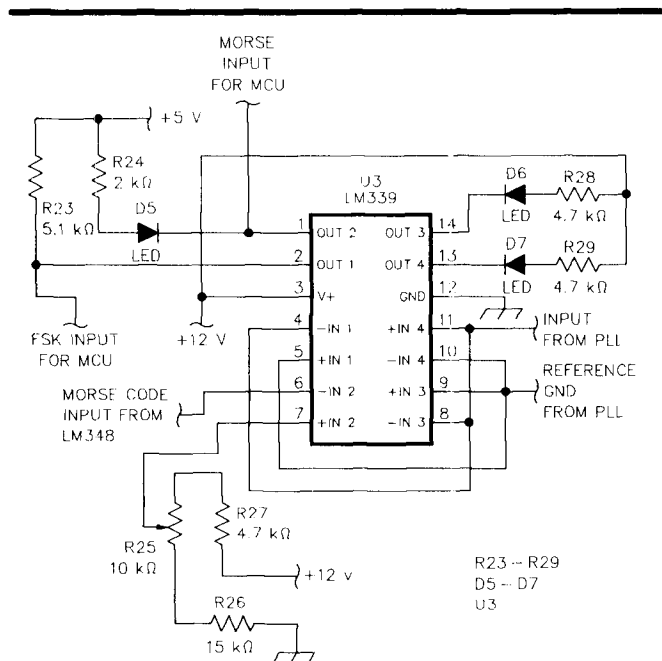 MORSE
INPUT
FOR MCU
+5 V
R24
2 kΩ
R23
5.1 kΩ
D5
LED
U3
LM339
D6
LED
R28
4.7 kΩ
D7
LED
R29
4.7 kΩ
1 OUT 2 OUT 3 14
2 OUT 1 OUT 4 13
3 V+ GND 12
4 -IN 1 +IN 4 11
5 +IN 1 -IN 4 10
6 -IN 2 +IN 3 9
7 +IN 2 -IN 3 8
FSK INPUT
FOR MCU
+12 V
INPUT
FROM PLL
REFERENCE
GND
FROM PLL
MORSE CODE
INPUT FROM
LM348
R25
10 kΩ
R27
4.7 kΩ
+12 v
R26
15 kΩ
R23-R29
D5-D7
U3